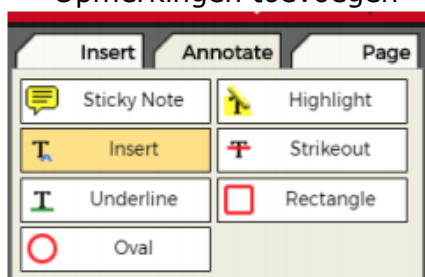 Opmerkingen toevoegen
Insert Annotate Page
Sticky Note Highlight
Insert Strikeout
Underline Rectangle
Oval